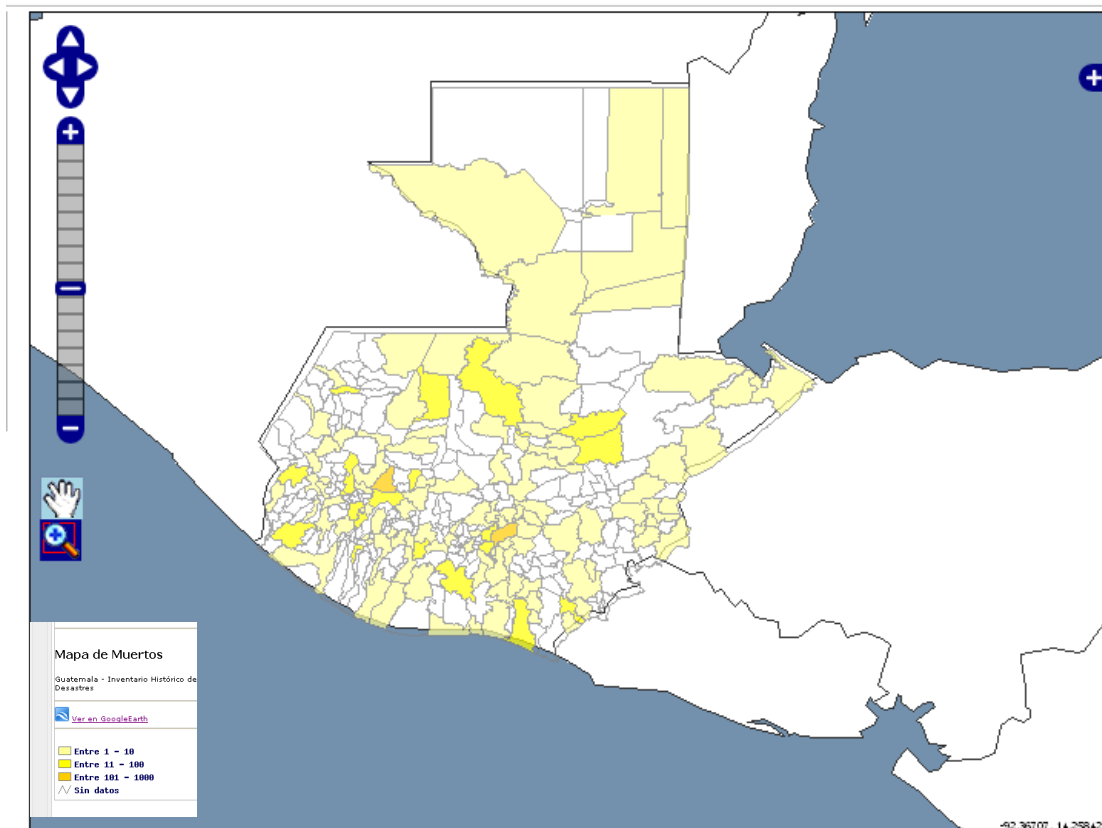 Mapa de Muertos
Guatemala - Inventario Histórico de
Desastres
Ver en GoogleEarth
Entre 1 - 10
Entre 11 - 100
Entre 101 - 1000
Sin datos